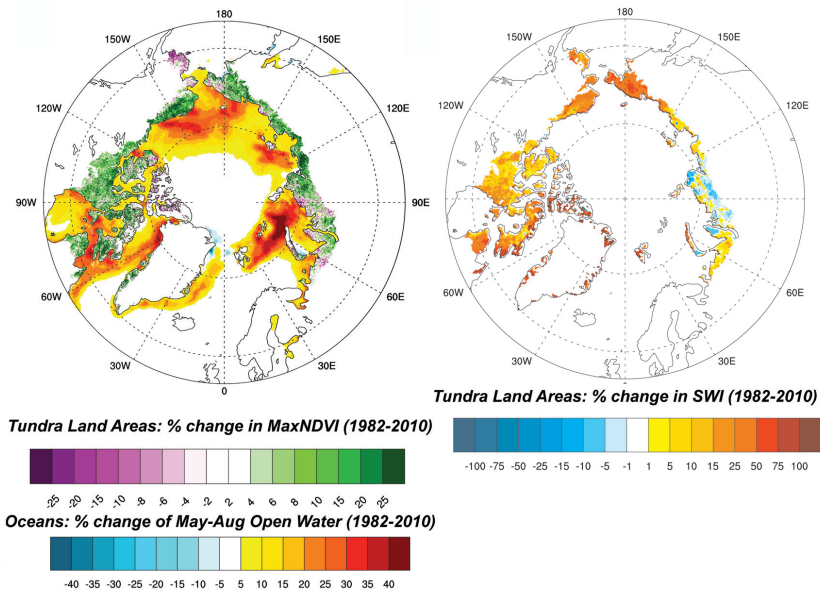 180
150W
150E
120W
120E
90W
90E
60W
60E
30W
30E
0
180
150W
150E
120W
120E
90W
90E
60W
60E
30W
30E
0
Tundra Land Areas: % change in MaxNDVI (1982-2010)
-25 -20 -15 -10 -8 -6 -4 -2 2 4 6 8 10 15 20 25
Oceans: % change of May-Aug Open Water (1982-2010)
-40 -35 -30 -25 -20 -15 -10 -5 5 10 15 20 25 30 35 40
Tundra Land Areas: % change in SWI (1982-2010)
-100 -75 -50 -25 -15 -10 -5 -1 1 5 10 15 25 50 75 100